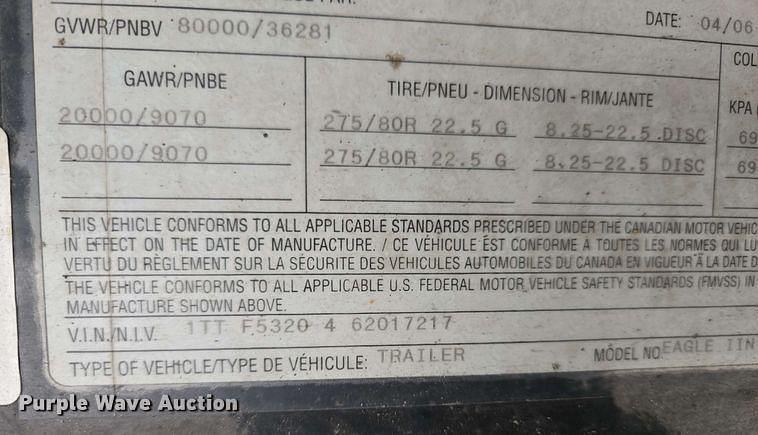 DATE: 04/06
GVWR/PNBV 80000/36281
COL
GAWR/PNBE TIRE/PNEU - DIMENSION - RIM/JANTE
KPA
20000/9070 275/80R 22.5 G 8.25-22.5 DISC 69
20000/9070 275/80R 22.5 G 8.25-22.5 DISC 69
THIS VEHICLE CONFORMS TO ALL APPLICABLE STANDARDS PRESCRIBED UNDER THE CANADIAN MOTOR VEHIC
IN EFFECT ON THE DATE OF MANUFACTURE. / CE VÉHICULE EST CONFORME À TOUTES LES NORMES QUI LU
VERTU DU RÈGLEMENT SUR LA SÉCURITE DES VÉHICULES AUTOMOBILES DU CANADA EN VIGUEUR À LA DATE D
THE VEHICLE CONFORMS TO ALL APPLICABLE U.S. FEDERAL MOTOR VEHICLE SAFETY STANDARDS (FMVSS) IN
MANUFACTURE SHOWN ABOVE.
V.I.N./N.I.V. 1TT F5320 4 62017217
TYPE OF VEHICLE/TYPE DE VÉHICULE: TRAILER MODEL NO. EAGLE IIN
Purple Wave Auction